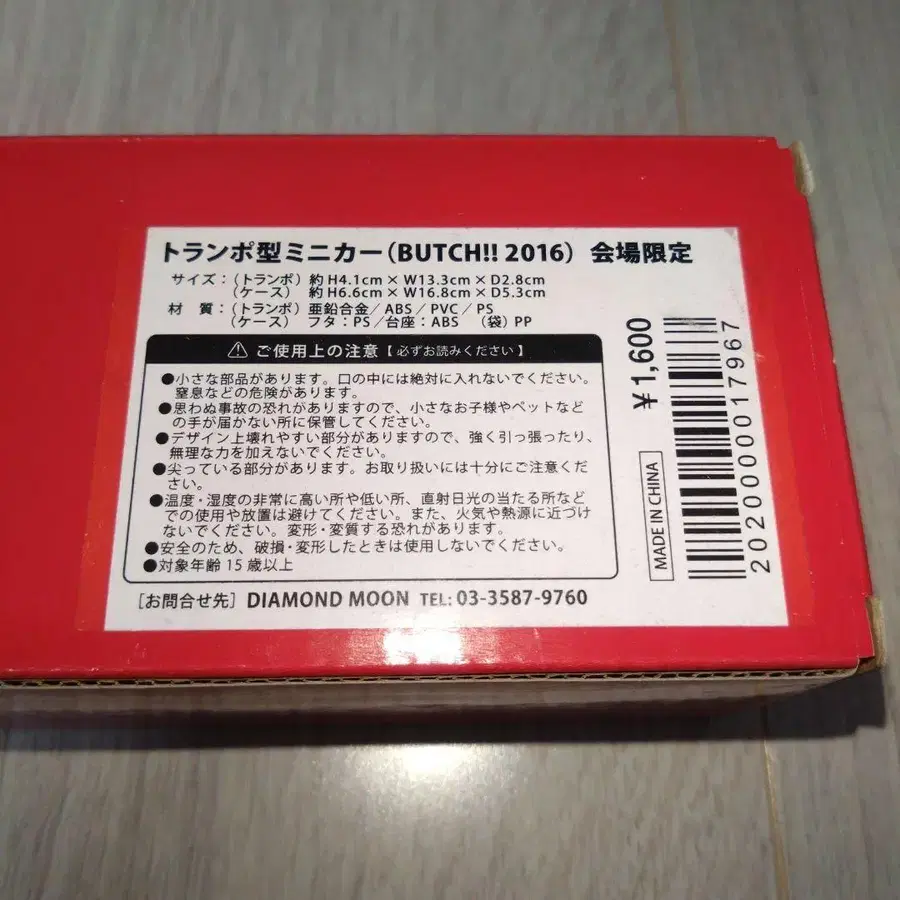 トランポ型ミニカー(BUTCH!! 2016) 会場限定
サイズ:(トランポ)約 H4.1cm × W13.3cm × D2.8cm
(ケース) 約 H6.6cm × W16.8cm × D5.3cm
材 質:(トランポ)亜鉛合金/ABS/PVC/PS
(ケース) フタ:PS/台座:ABS (袋)PP
⚠ ご使用上の注意【必ずお読みください】
●小さな部品があります。口の中には絶対に入れないでください。
窒息などの危険があります。
●思わぬ事故の恐れがありますので、小さなお子様やペットなど
の手が届かない所に保管してください。
●デザイン上壊れやすい部分がありますので、強く引っ張ったり、
無理な力を加えないでください。
●尖っている部分があります。お取り扱いには十分にご注意くだ
さい。
●温度・湿度の非常に高い所や低い所、直射日光の当たる所など
での使用や放置は避けてください。また、火気や熱源に近づけ
ないでください。変形・変質する恐れがあります。
●安全のため、破損・変形したときは使用しないでください。
●対象年齢 15 歳以上
[お問合せ先] DIAMOND MOON TEL: 03-3587-9760
¥1,600
MADE IN CHINA
2020000017967